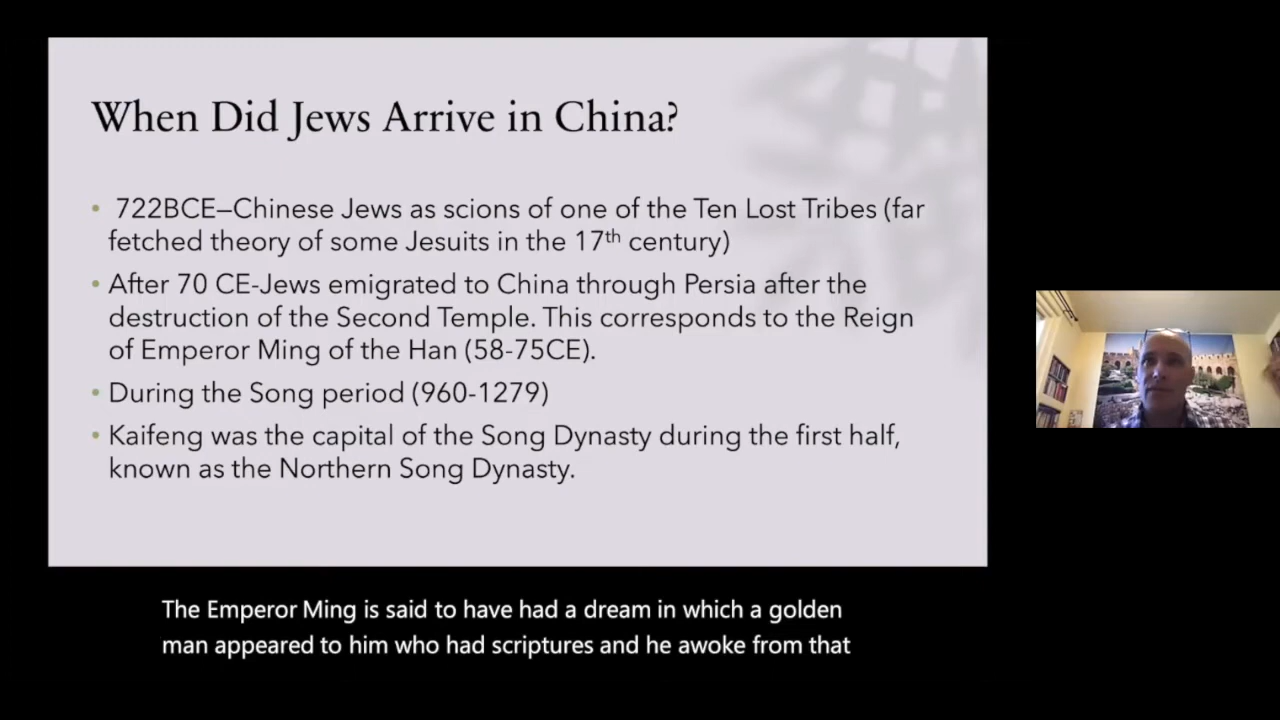 When Did Jews Arrive in China?
• 722BCE–Chinese Jews as scions of one of the Ten Lost Tribes (far
fetched theory of some Jesuits in the 17th century)
• After 70 CE-Jews emigrated to China through Persia after the
destruction of the Second Temple. This corresponds to the Reign
of Emperor Ming of the Han (58-75CE).
• During the Song period (960-1279)
• Kaifeng was the capital of the Song Dynasty during the first half,
known as the Northern Song Dynasty.
The Emperor Ming is said to have had a dream in which a golden
man appeared to him who had scriptures and he awoke from that